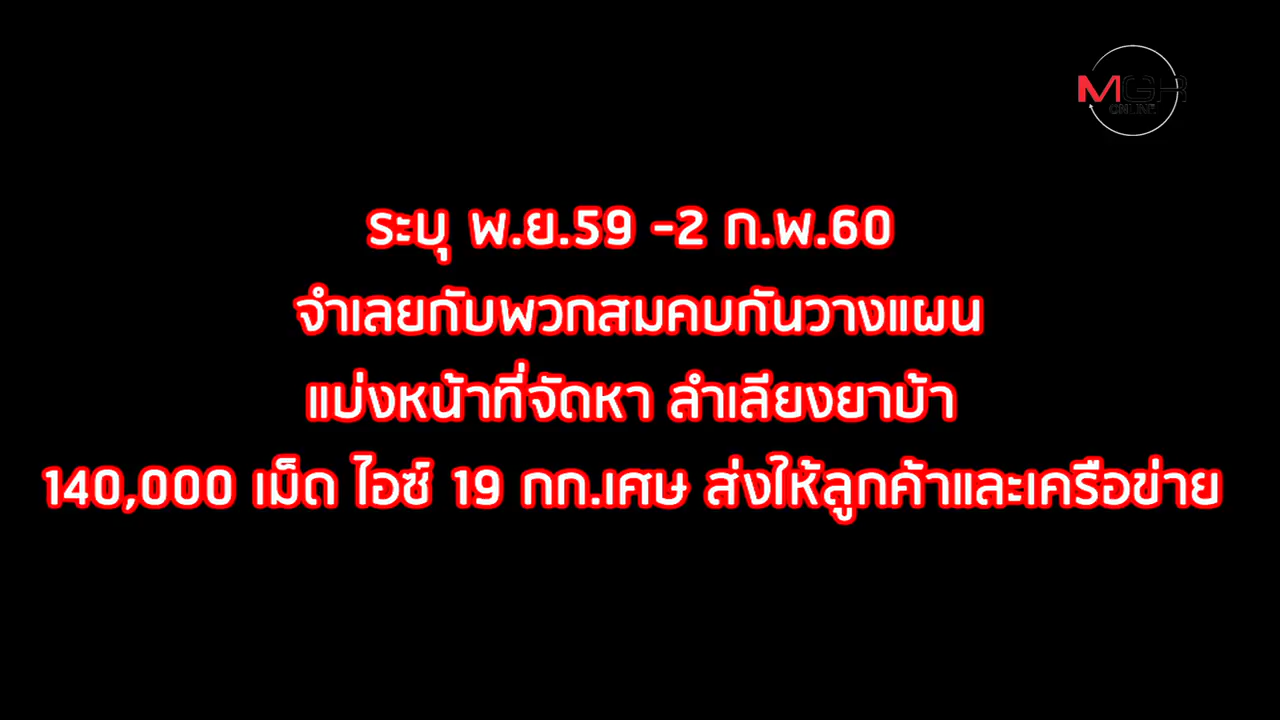 MGR
ONLINE
ระบุ พ.ย.59 -2 ก.พ.60
จำเลยกับพวกสมคบกันวางแผน
แบ่งหน้าที่จัดหา ลำเลียงยาบ้า
140,000 เม็ด ไอซ์ 19 กก.เศษ ส่งให้ลูกค้าและเครือข่าย